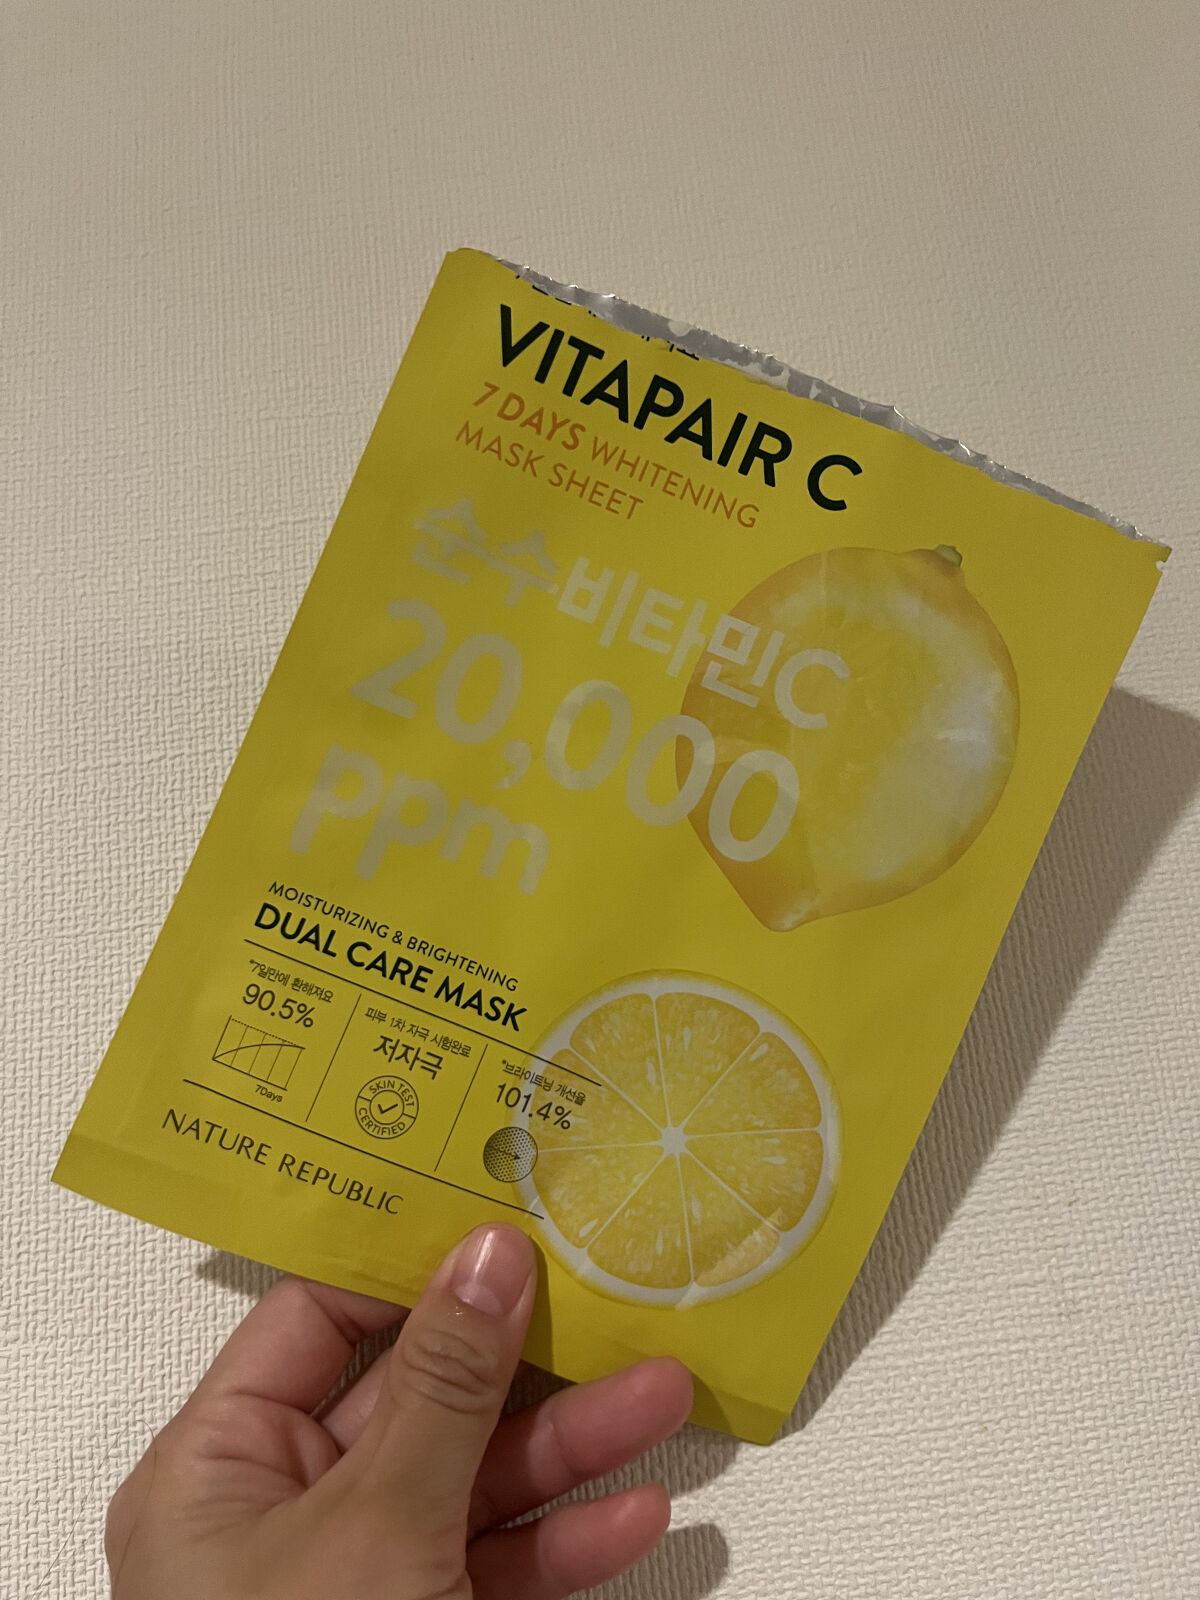 VITAPAIR C
7DAYS WHITENING
MASK SHEET
순수비타민C
20,000
ppm
MOISTURIZING & BRIGHTENING
DUAL CARE MASK
*7일만에 환해져요
90.5%
7Days
피부 1차 자극 시험완료
저자극
SKIN TEST
CERTIFIED
*브라이트닝 개선율
101.4%
NATURE REPUBLIC